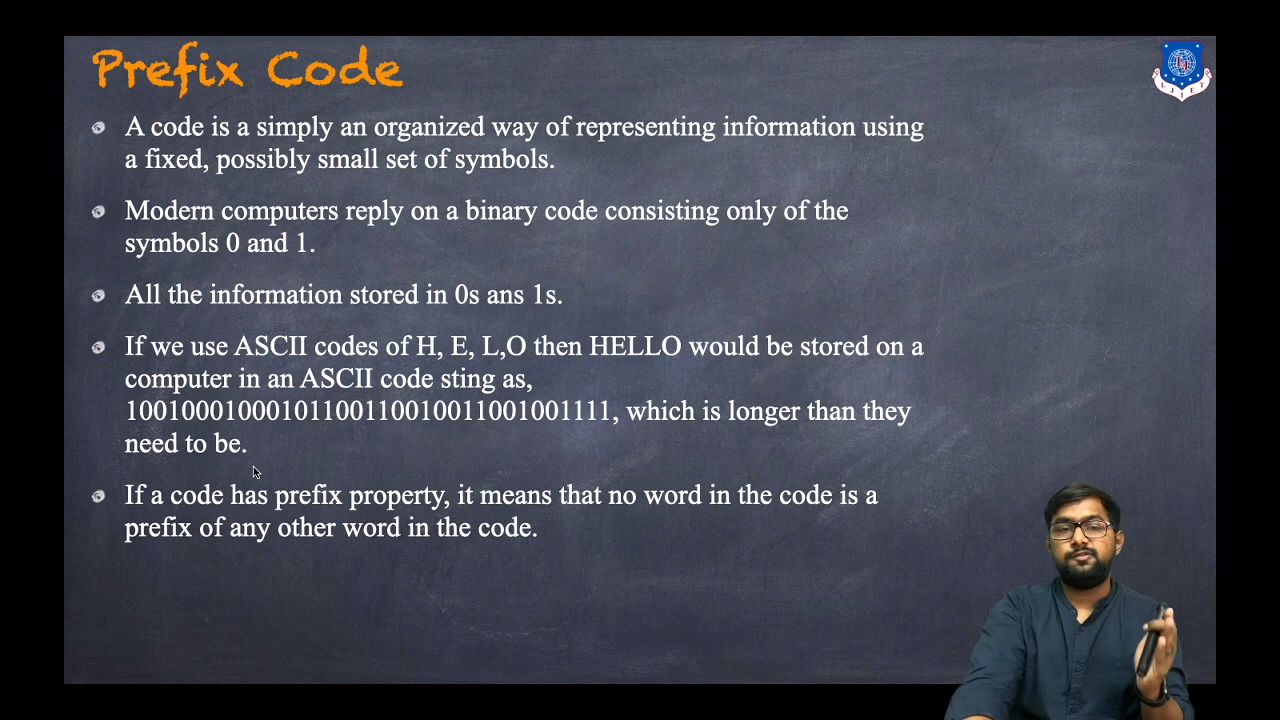 Prefix Code
A code is a simply an organized way of representing information using
a fixed, possibly small set of symbols.
Modern computers reply on a binary code consisting only of the
symbols 0 and 1.
All the information stored in 0s ans 1s.
If we use ASCII codes of H, E, L,O then HELLO would be stored on a
computer in an ASCII code sting as,
10010001000101100110010011001001111, which is longer than they
need to be.
If a code has prefix property, it means that no word in the code is a
prefix of any other word in the code.
LJIET